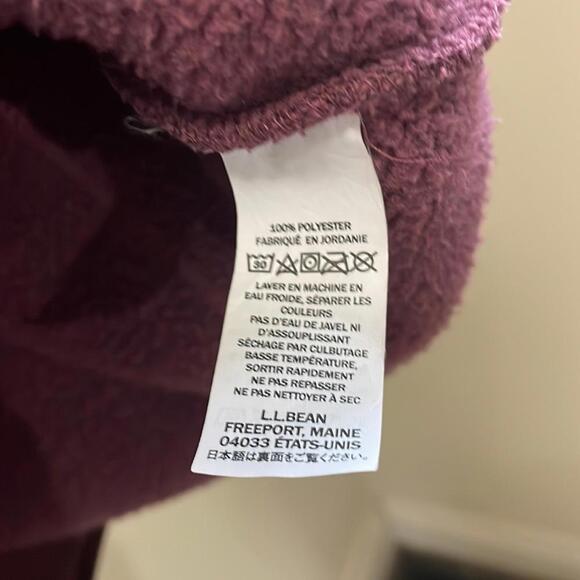 100% POLYESTER
FABRIQUÉ EN JORDANIE
30
LAVER EN MACHINE EN
EAU FROIDE, SÉPARER LES
COULEURS
PAS D'EAU DE JAVEL NI
D'ASSOUPLISSANT
SÉCHAGE PAR CULBUTAGE
BASSE TEMPÉRATURE,
SORTIR RAPIDEMENT
NE PAS REPASSER
NE PAS NETTOYER À SEC
L.L.BEAN
FREEPORT, MAINE
04033 ÉTATS-UNIS
日本語は裏面をご覧ください。